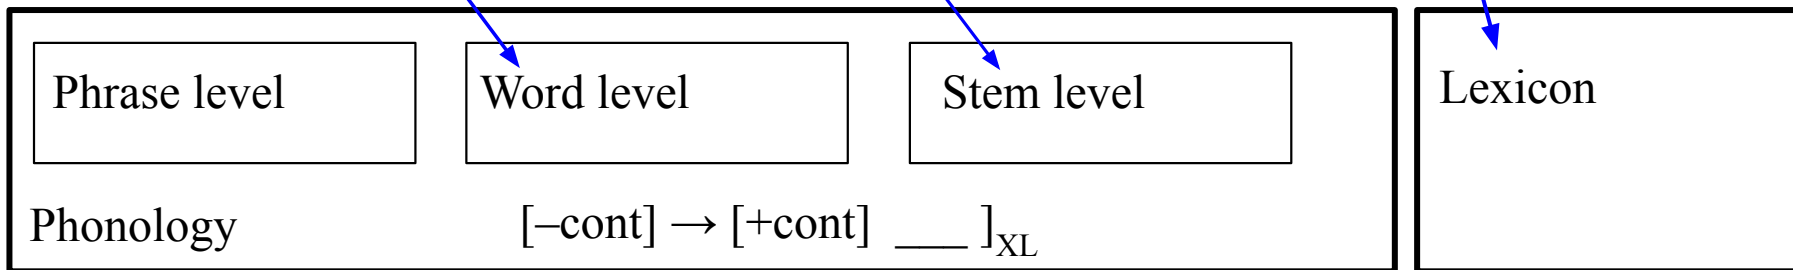 Phrase level
Word level
Stem level
Lexicon
Phonology
[–cont] → [+cont] ___ ]XL